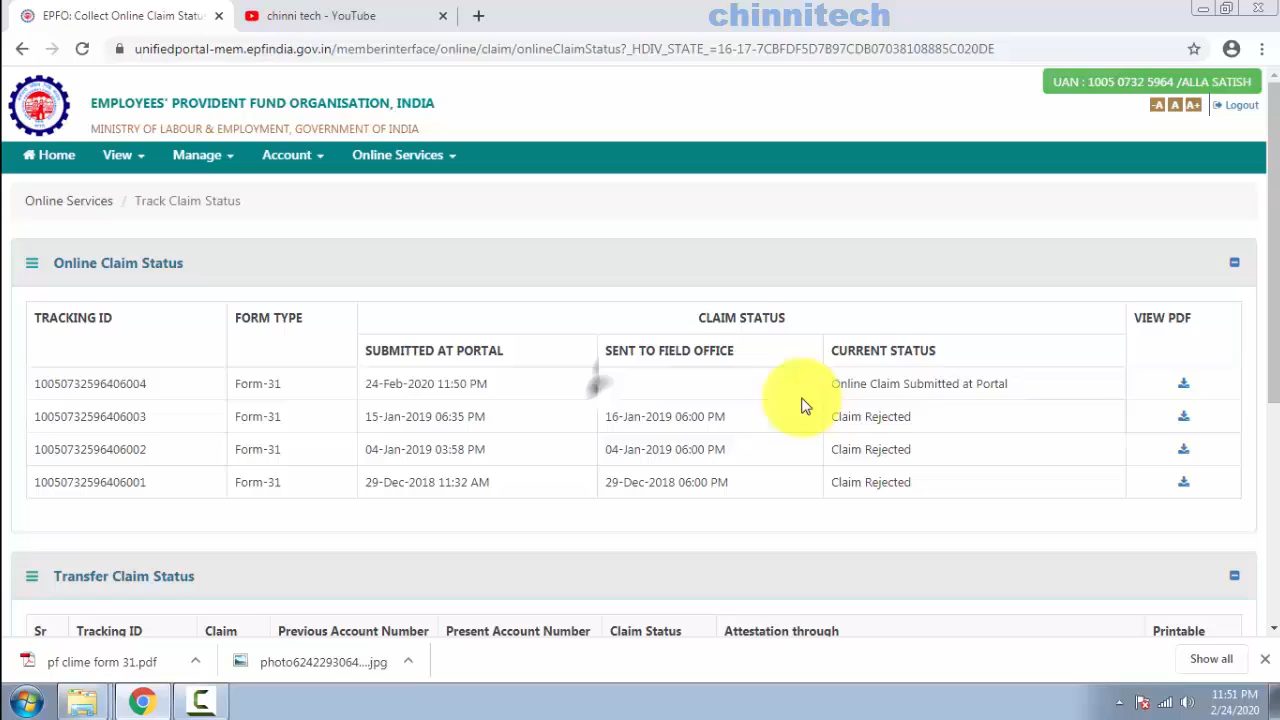 chinnitech
EPFO: Collect Online Claim Statu
chinni tech - YouTube
unifiedportal-mem.epfindia.gov.in/memberinterface/online/claim/onlineClaimStatus?_HDIV_STATE_=16-17-7CBFDF5D7B97CDB07038108885C020DE
UAN : 1005 0732 5964 /ALLA SATISH
EMPLOYEES' PROVIDENT FUND ORGANISATION, INDIA
-A A A+ Logout
MINISTRY OF LABOUR & EMPLOYMENT, GOVERNMENT OF INDIA
Home View Manage Account Online Services
Online Services / Track Claim Status
Online Claim Status
TRACKING ID FORM TYPE CLAIM STATUS VIEW PDF
SUBMITTED AT PORTAL SENT TO FIELD OFFICE CURRENT STATUS
10050732596406004 Form-31 24-Feb-2020 11:50 PM Online Claim Submitted at Portal
10050732596406003 Form-31 15-Jan-2019 06:35 PM 16-Jan-2019 06:00 PM Claim Rejected
10050732596406002 Form-31 04-Jan-2019 03:58 PM 04-Jan-2019 06:00 PM Claim Rejected
10050732596406001 Form-31 29-Dec-2018 11:32 AM 29-Dec-2018 06:00 PM Claim Rejected
Transfer Claim Status
Sr Tracking ID Claim Previous Account Number Present Account Number Claim Status Attestation through Printable
pf clime form 31.pdf
photo6242293064....jpg
Show all
11:51 PM
2/24/2020